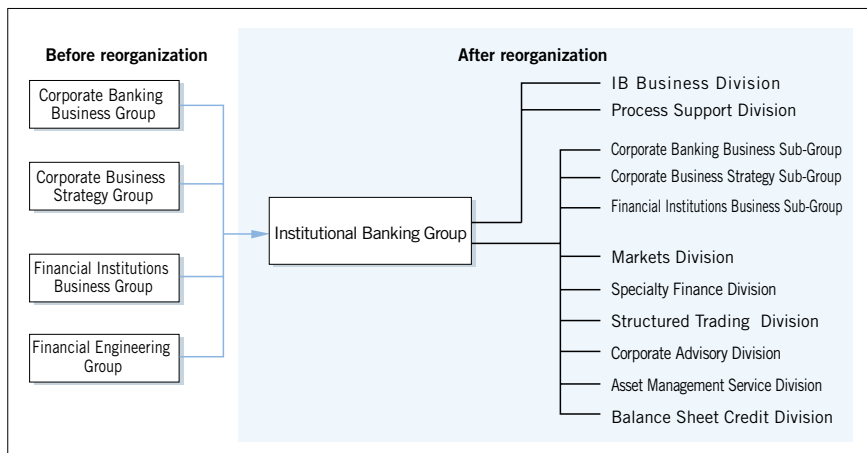 Before reorganization
Corporate Banking
Business Group
Corporate Business
Strategy Group
Financial Institutions
Business Group
Financial Engineering
Group
After reorganization
Institutional Banking Group
IB Business Division
Process Support Division
Corporate Banking Business Sub-Group
Corporate Business Strategy Sub-Group
Financial Institutions Business Sub-Group
Markets Division
Specialty Finance Division
Structured Trading Division
Corporate Advisory Division
Asset Management Service Division
Balance Sheet Credit Division